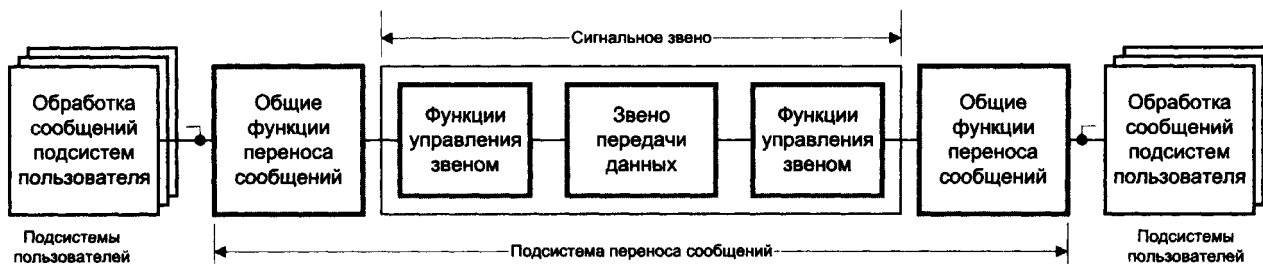 Сигнальное звено
Обработка
сообщений
подсистем
пользователя
Общие
функции
переноса
сообщений
Функции
управления
звеном
Звено
передачи
данных
Функции
управления
звеном
Общие
функции
переноса
сообщений
Обработка
сообщений
подсистем
пользователя
Подсистемы
пользователей
Подсистема переноса сообщений
Подсистемы
пользователей